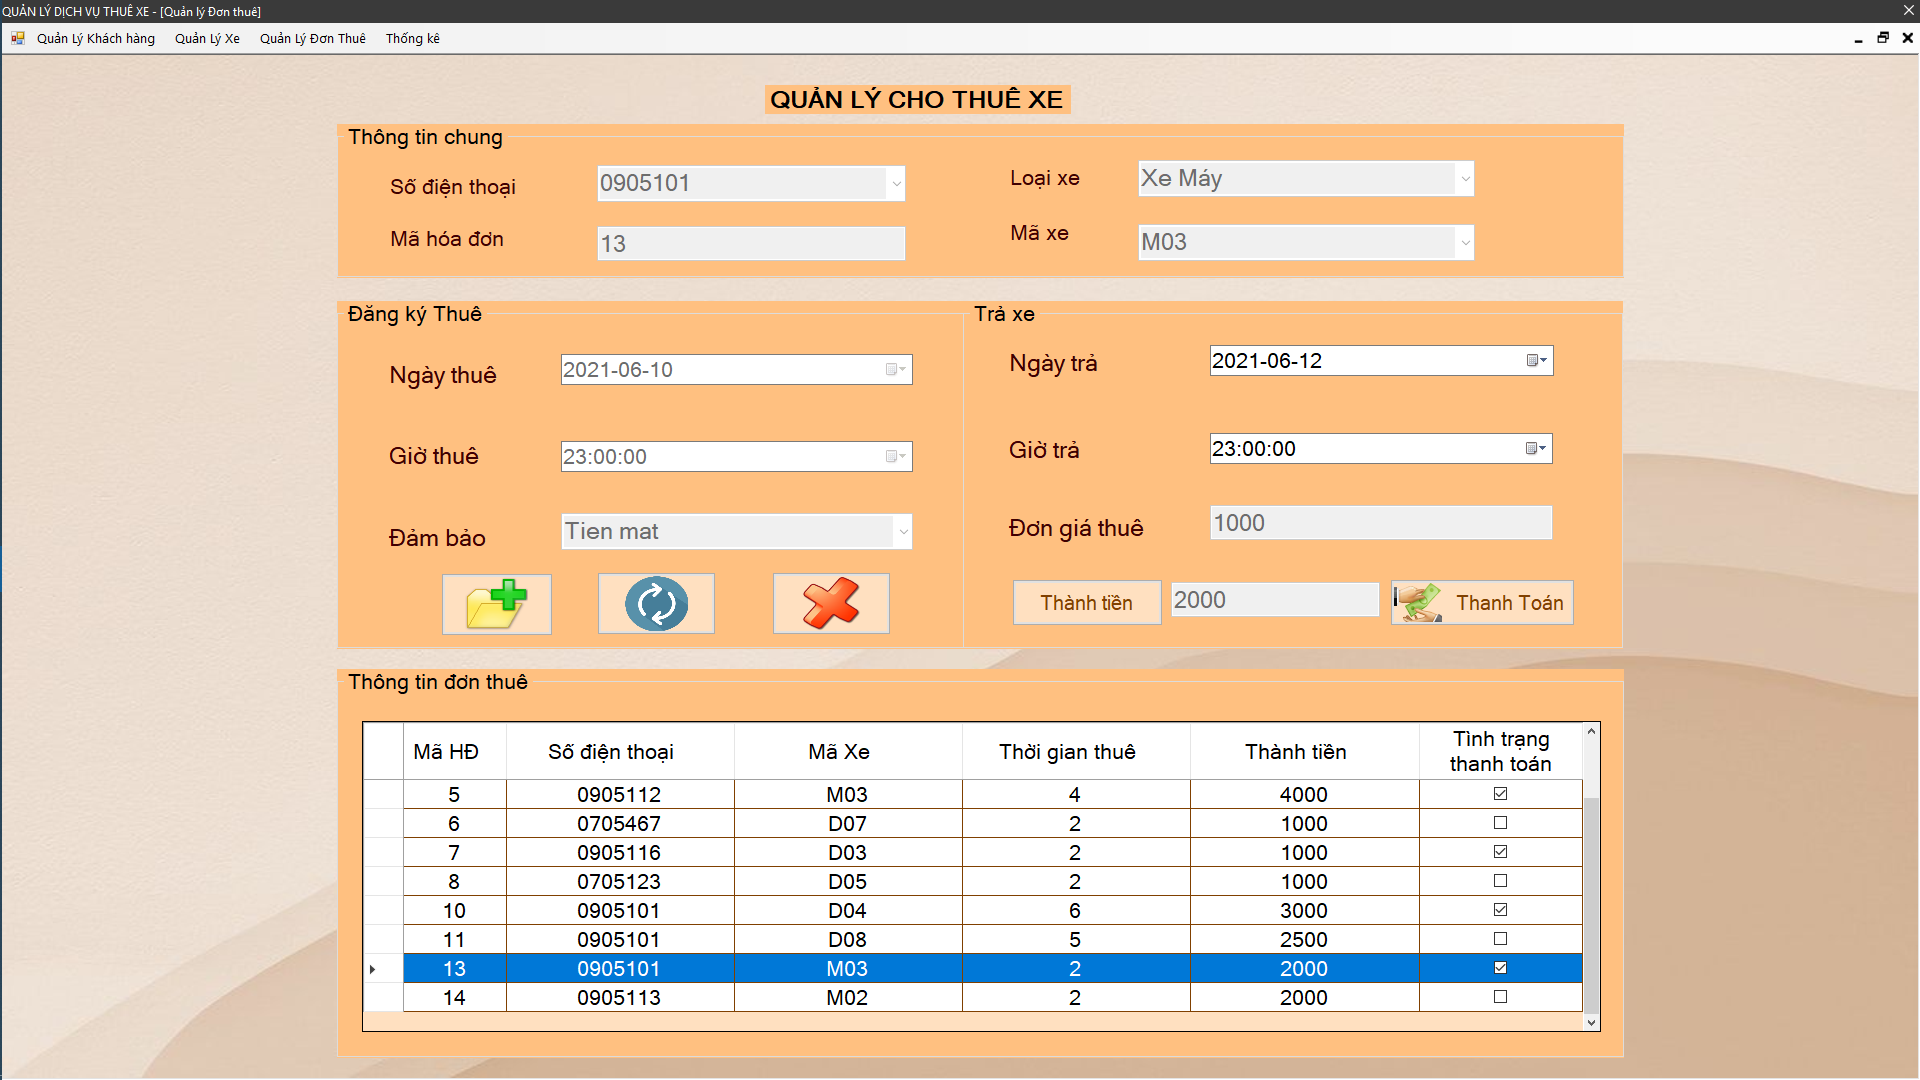 QUẢN LÝ DỊCH VỤ THUÊ XE - [Quản lý Đơn thuê]
Quản Lý Khách hàng Quản Lý Xe Quản Lý Đơn Thuê Thống kê
QUẢN LÝ CHO THUÊ XE
Thông tin chung
Số điện thoại 0905101 Loại xe Xe Máy
Mã hóa đơn 13 Mã xe M03
Đăng ký Thuê Trả xe
Ngày thuê 2021-06-10 Ngày trả 2021-06-12
Giờ thuê 23:00:00 Giờ trả 23:00:00
Đảm bảo Tien mat Đơn giá thuê 1000
Thành tiền 2000 Thanh Toán
Thông tin đơn thuê
Mã HĐ Số điện thoại Mã Xe Thời gian thuê Thành tiền Tình trạng thanh toán
5 0905112 M03 4 4000
6 0705467 D07 2 1000
7 0905116 D03 2 1000
8 0705123 D05 2 1000
10 0905101 D04 6 3000
11 0905101 D08 5 2500
13 0905101 M03 2 2000
14 0905113 M02 2 2000